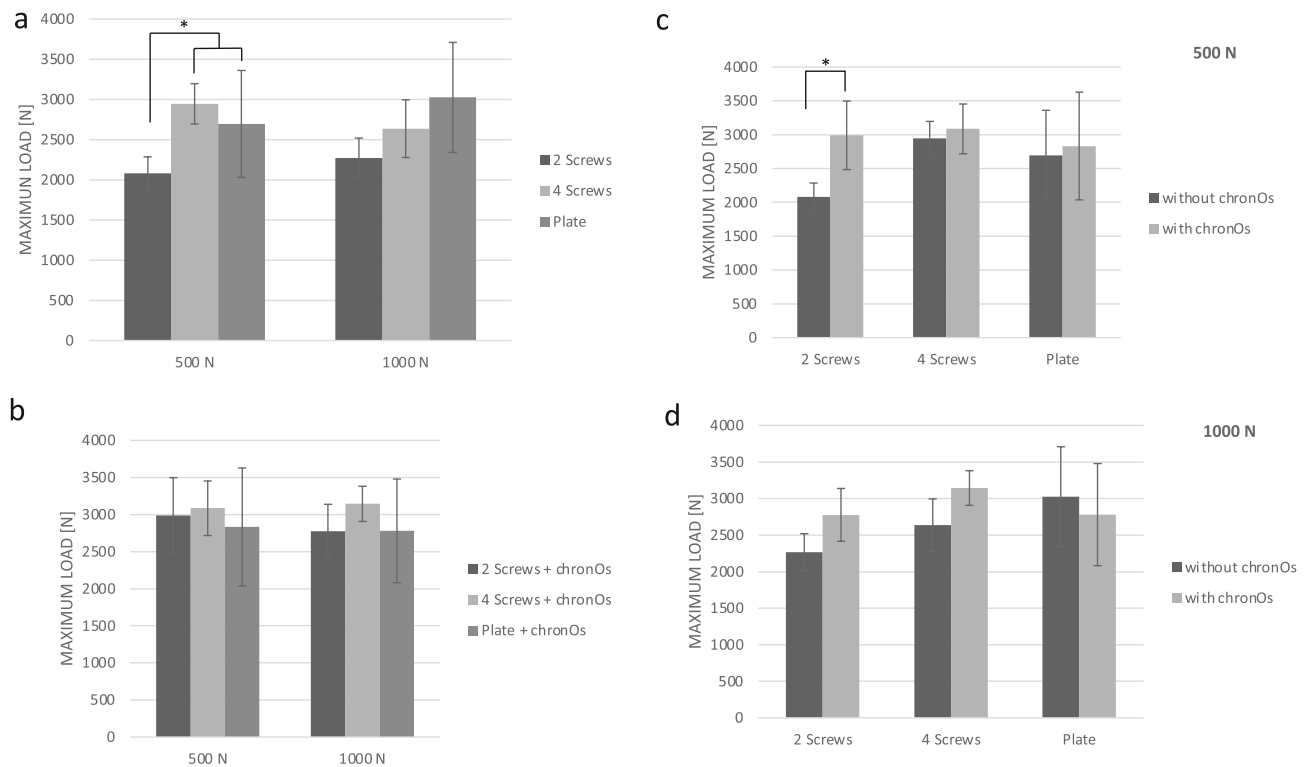 a
MAXIMUN LOAD [N]
4000
3500
3000
2500
2000
1500
1000
500
0
*
500 N
1000 N
2 Screws
4 Screws
Plate
b
MAXIMUM LOAD [N]
4000
3500
3000
2500
2000
1500
1000
500
0
500 N
1000 N
2 Screws + chronOs
4 Screws + chronOs
Plate + chronOs
c
500 N
MAXIMUM LOAD [N]
4000
3500
3000
2500
2000
1500
1000
500
0
*
2 Screws
4 Screws
Plate
without chronOs
with chronOs
d
1000 N
MAXIMUM LOAD [N]
4000
3500
3000
2500
2000
1500
1000
500
0
2 Screws
4 Screws
Plate
without chronOs
with chronOs